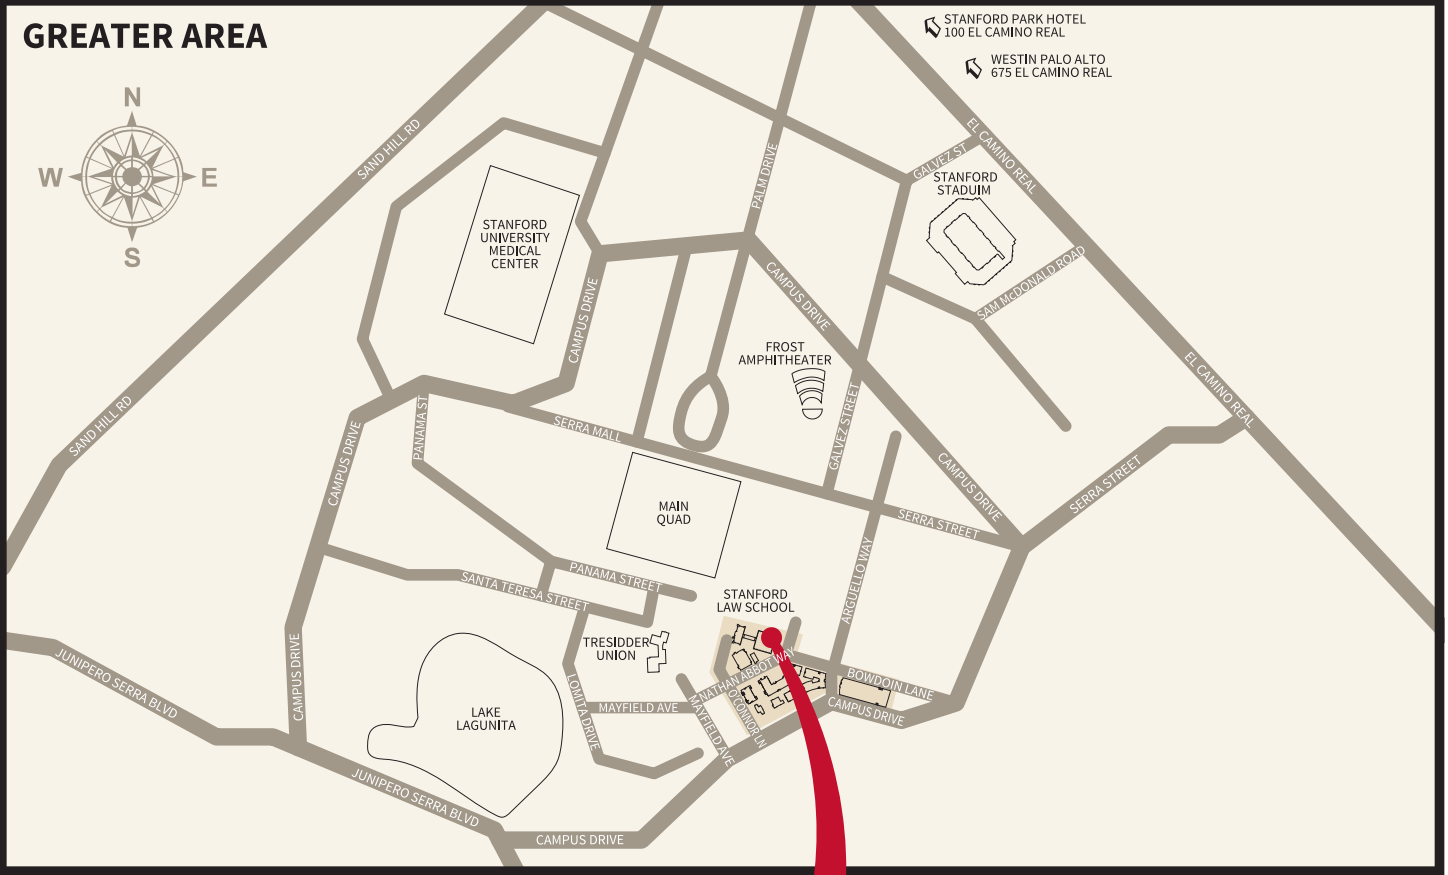 GREATER AREA
STANFORD PARK HOTEL
100 EL CAMINO REAL
WESTIN PALO ALTO
675 EL CAMINO REAL
N
W
E
S
SAND HILL RD
PALM DRIVE
GALVEZ ST
EL CAMINO REAL
STANFORD
STADUIM
STANFORD
UNIVERSITY
MEDICAL
CENTER
CAMPUS DRIVE
CAMPUS DRIVE
SAM McDONALD ROAD
FROST
AMPHITHEATER
EL CAMINO REAL
SAND HILL RD
PANAMA ST
SERRA MALL
GALVEZ STREET
CAMPUS DRIVE
CAMPUS DRIVE
SERRA STREET
MAIN
QUAD
SERRA STREET
ARGUELLO WAY
PANAMA STREET
SANTA TERESA STREET
STANFORD
LAW SCHOOL
TRESIDDER
UNION
NATHAN ABBOT WAY
BOWDOIN LANE
JUNIPERO SERRA BLVD
CAMPUS DRIVE
LOMITA DRIVE
MAYFIELD AVE
MAYFIELD AVE
O'CONNOR LN
CAMPUS DRIVE
LAKE
LAGUNITA
JUNIPERO SERRA BLVD
CAMPUS DRIVE